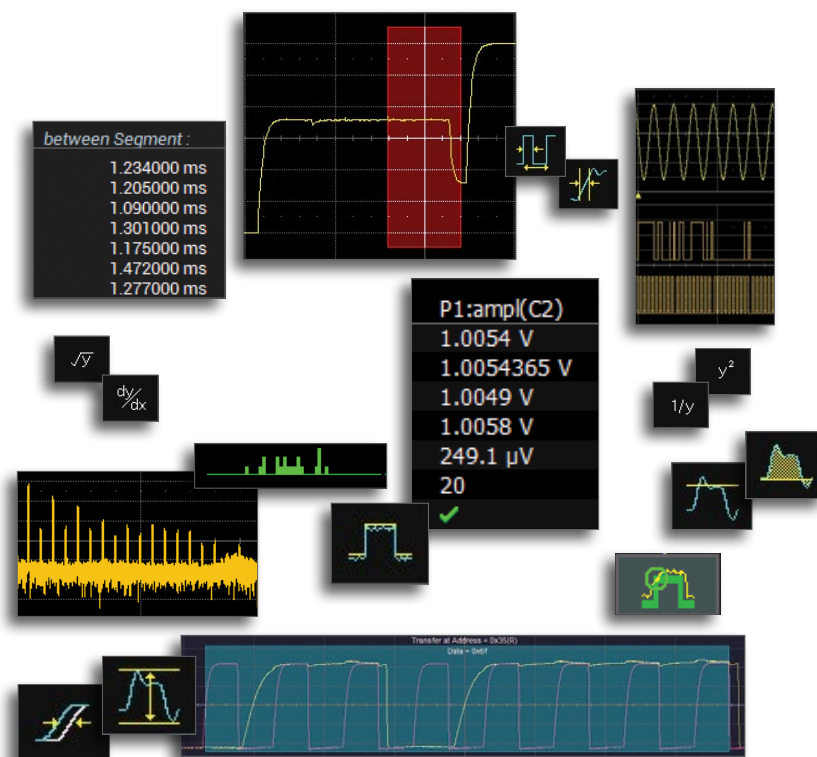 between Segment :
1.234000 ms
1.205000 ms
1.090000 ms
1.301000 ms
1.175000 ms
1.472000 ms
1.277000 ms
P1:ampl(C2)
1.0054 V
1.0054365 V
1.0049 V
1.0058 V
249.1 µV
20
√y
dy/dx
y²
1/y
Transfer at Address = 0x35(R)
Data = 0x6f